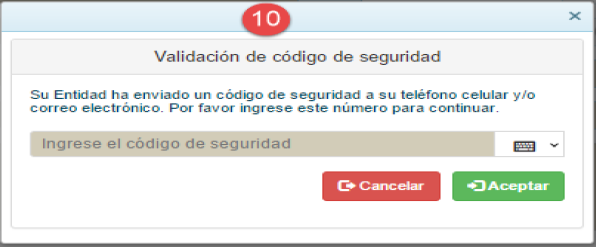 10
×
Validación de código de seguridad
Su Entidad ha enviado un código de seguridad a su teléfono celular y/o
correo electrónico. Por favor ingrese este número para continuar.
Ingrese el código de seguridad
Cancelar Aceptar